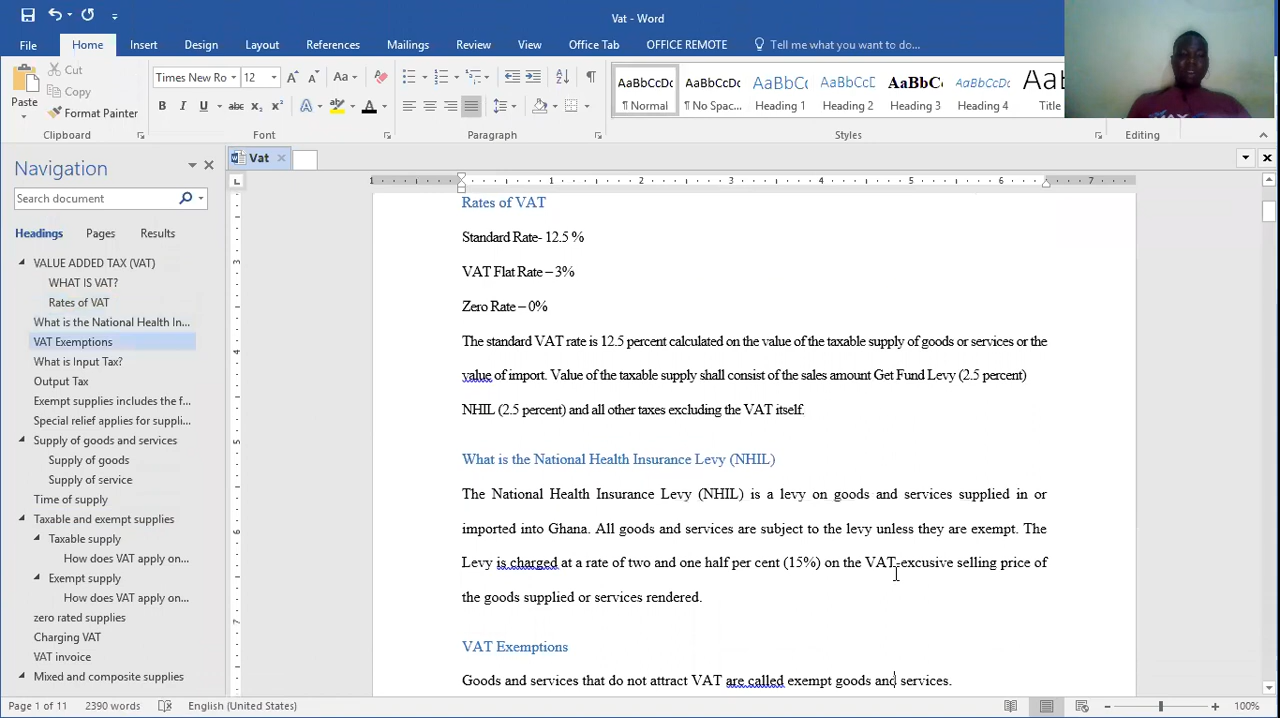 Vat - Word
File Home Insert Design Layout References Mailings Review View Office Tab OFFICE REMOTE Tell me what you want to do...
Paste
Cut
Copy
Format Painter
Clipboard
Times New Ro 12
Font
Paragraph
AaBbCcDc AaBbCcDc AaBbCc AaBbCcD AaBbCc AaBbCcD
¶ Normal ¶ No Spac... Heading 1 Heading 2 Heading 3 Heading 4 Title
Styles
Editing
Navigation
Search document
Headings Pages Results
VALUE ADDED TAX (VAT)
WHAT IS VAT?
Rates of VAT
What is the National Health In...
VAT Exemptions
What is Input Tax?
Output Tax
Exempt supplies includes the f...
Special relief applies for suppli...
Supply of goods and services
Supply of goods
Supply of service
Time of supply
Taxable and exempt supplies
Taxable supply
How does VAT apply on...
Exempt supply
How does VAT apply on...
zero rated supplies
Charging VAT
VAT invoice
Mixed and composite supplies
Vat
Rates of VAT
Standard Rate- 12.5 %
VAT Flat Rate – 3%
Zero Rate – 0%
The standard VAT rate is 12.5 percent calculated on the value of the taxable supply of goods or services or the
value of import. Value of the taxable supply shall consist of the sales amount Get Fund Levy (2.5 percent)
NHIL (2.5 percent) and all other taxes excluding the VAT itself.
What is the National Health Insurance Levy (NHIL)
The National Health Insurance Levy (NHIL) is a levy on goods and services supplied in or
imported into Ghana. All goods and services are subject to the levy unless they are exempt. The
Levy is charged at a rate of two and one half per cent (15%) on the VAT-excusive selling price of
the goods supplied or services rendered.
VAT Exemptions
Goods and services that do not attract VAT are called exempt goods and services.
Page 1 of 11 2390 words English (United Kingdom) 100%